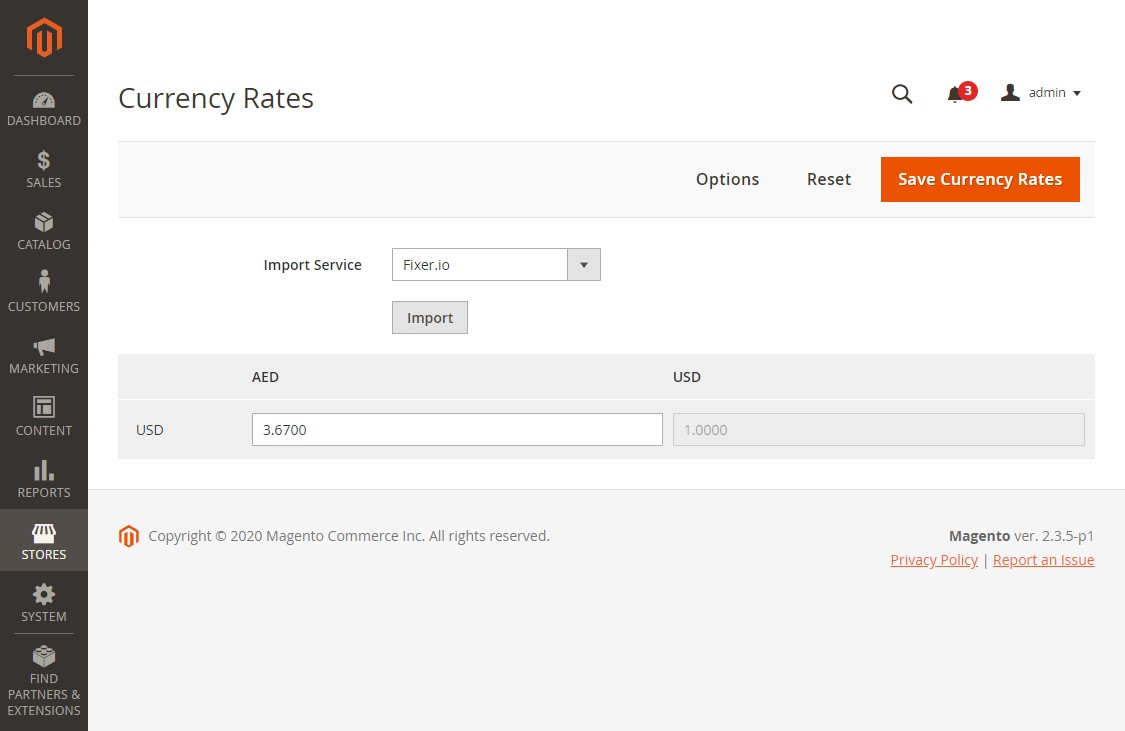 Currency Rates
3
admin
Options
Reset
Save Currency Rates
Import Service
Fixer.io
Import
AED
USD
USD
3.6700
1.0000
DASHBOARD
SALES
CATALOG
CUSTOMERS
MARKETING
CONTENT
REPORTS
STORES
SYSTEM
FIND
PARTNERS &
EXTENSIONS
Copyright © 2020 Magento Commerce Inc. All rights reserved.
Magento ver. 2.3.5-p1
Privacy Policy | Report an Issue